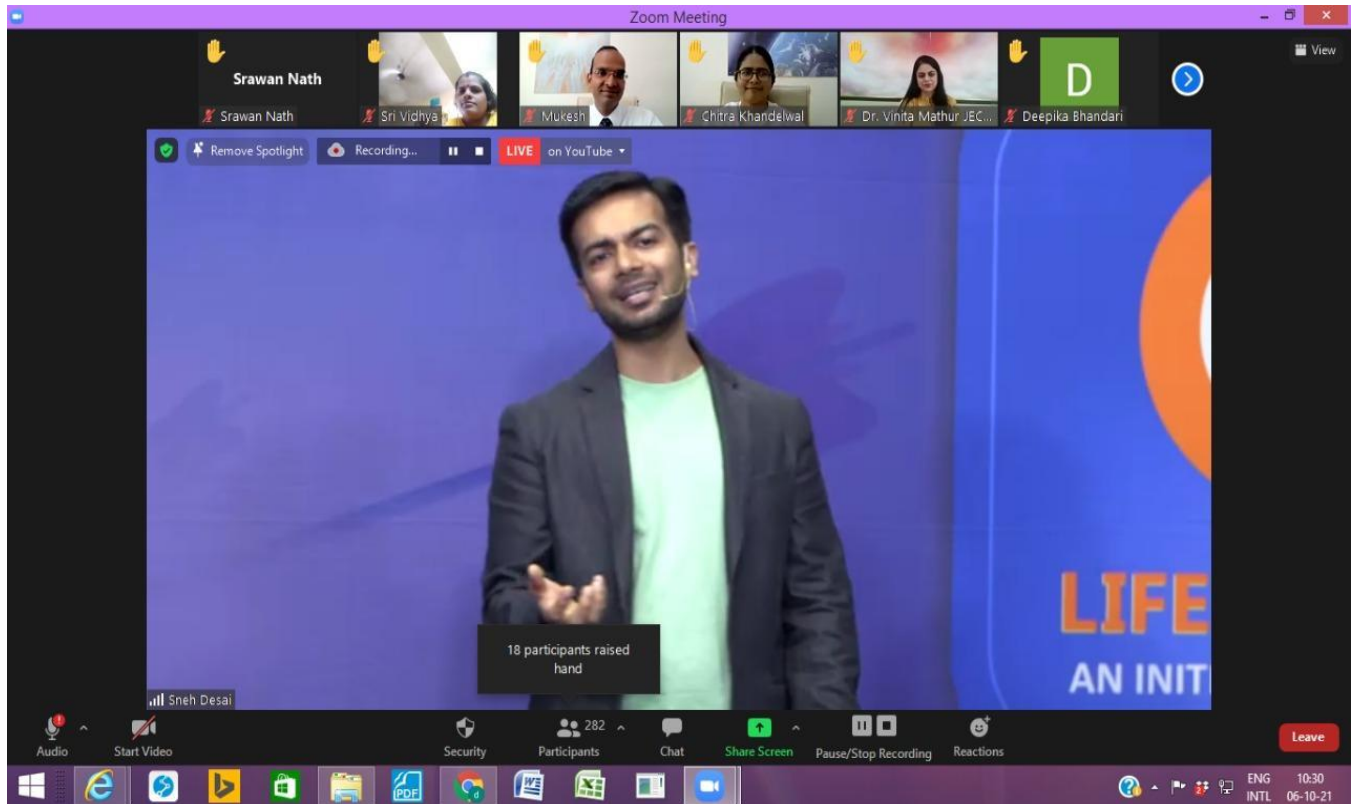 Zoom Meeting
View
Srawan Nath
D
Srawan Nath
Sri Vidhya
Mukesh
Chitra Khandelwal
Dr. Vinita Mathur JEC...
Deepika Bhandari
Remove Spotlight
Recording...
LIVE on YouTube
LIFE
AN INIT
18 participants raised
hand
Sneh Desai
282
Audio
Start Video
Security
Participants
Chat
Share Screen
Pause/Stop Recording
Reactions
Leave
PDF
ENG
INTL
10:30
06-10-21